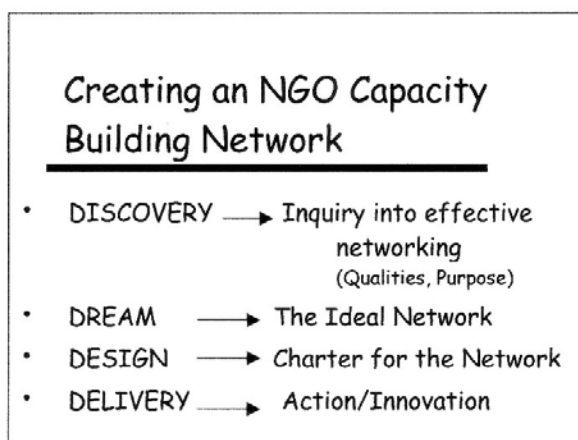 Creating an NGO Capacity
Building Network
• DISCOVERY → Inquiry into effective
networking
(Qualities, Purpose)
• DREAM → The Ideal Network
• DESIGN → Charter for the Network
• DELIVERY → Action/Innovation